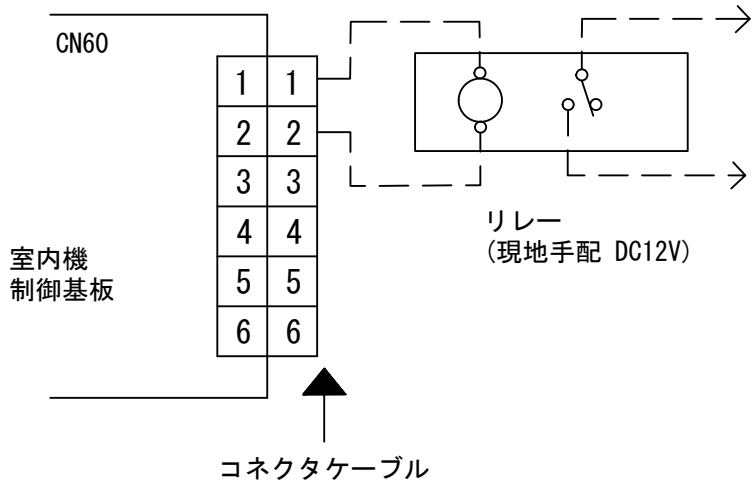 CN60
1 1
2 2
3 3
4 4
5 5
6 6
室内機
制御基板
リレー
(現地手配 DC12V)
コネクタケーブル